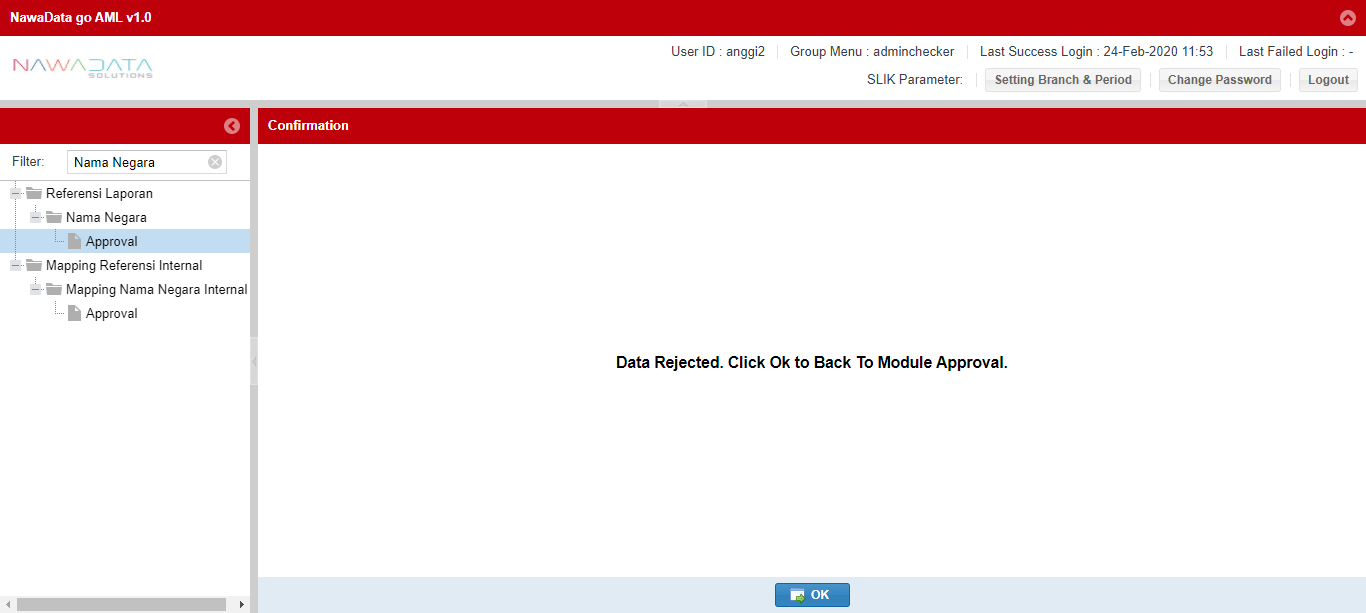 NawaData go AML v1.0
NAWADATA
SOLUTIONS
User ID : anggi2 Group Menu : adminchecker Last Success Login : 24-Feb-2020 11:53 Last Failed Login : -
SLIK Parameter: Setting Branch & Period Change Password Logout
Confirmation
Filter: Nama Negara
Referensi Laporan
Nama Negara
Approval
Mapping Referensi Internal
Mapping Nama Negara Internal
Approval
Data Rejected. Click Ok to Back To Module Approval.
OK